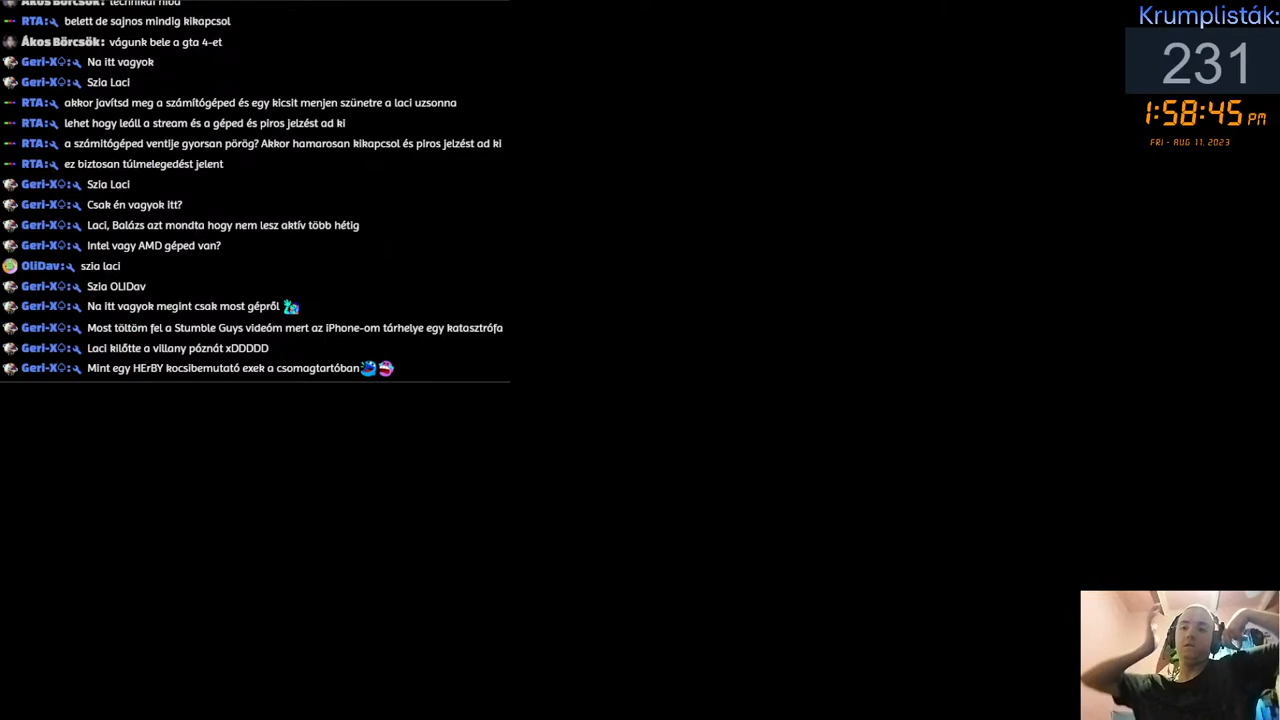 Ákos Börcsök: technikai hiba
RTA: belett de sajnos mindig kikapcsol
Ákos Börcsök: vágunk bele a gta 4-et
Geri-X♤: Na itt vagyok
Geri-X♤: Szia Laci
RTA: akkor javítsd meg a számítógéped és egy kicsit menjen szünetre a laci uzsonna
RTA: lehet hogy leáll a stream és a géped és piros jelzést ad ki
RTA: a számítógéped ventije gyorsan pörög? Akkor hamarosan kikapcsol és piros jelzést ad ki
RTA: ez biztosan túlmelegedést jelent
Geri-X♤: Szia Laci
Geri-X♤: Csak én vagyok itt?
Geri-X♤: Laci, Balázs azt mondta hogy nem lesz aktív több hétig
Geri-X♤: Intel vagy AMD géped van?
OliDav: szia laci
Geri-X♤: Szia OLIDav
Geri-X♤: Na itt vagyok megint csak most gépről
Geri-X♤: Most töltöm fel a Stumble Guys videóm mert az iPhone-om tárhelye egy katasztrófa
Geri-X♤: Laci kilőtte a villany póznát xDDDDD
Geri-X♤: Mint egy HErBY kocsibemutató exek a csomagtartóban
Krumplisták:
231
1:58:45 PM
FRI - AUG 11, 2023